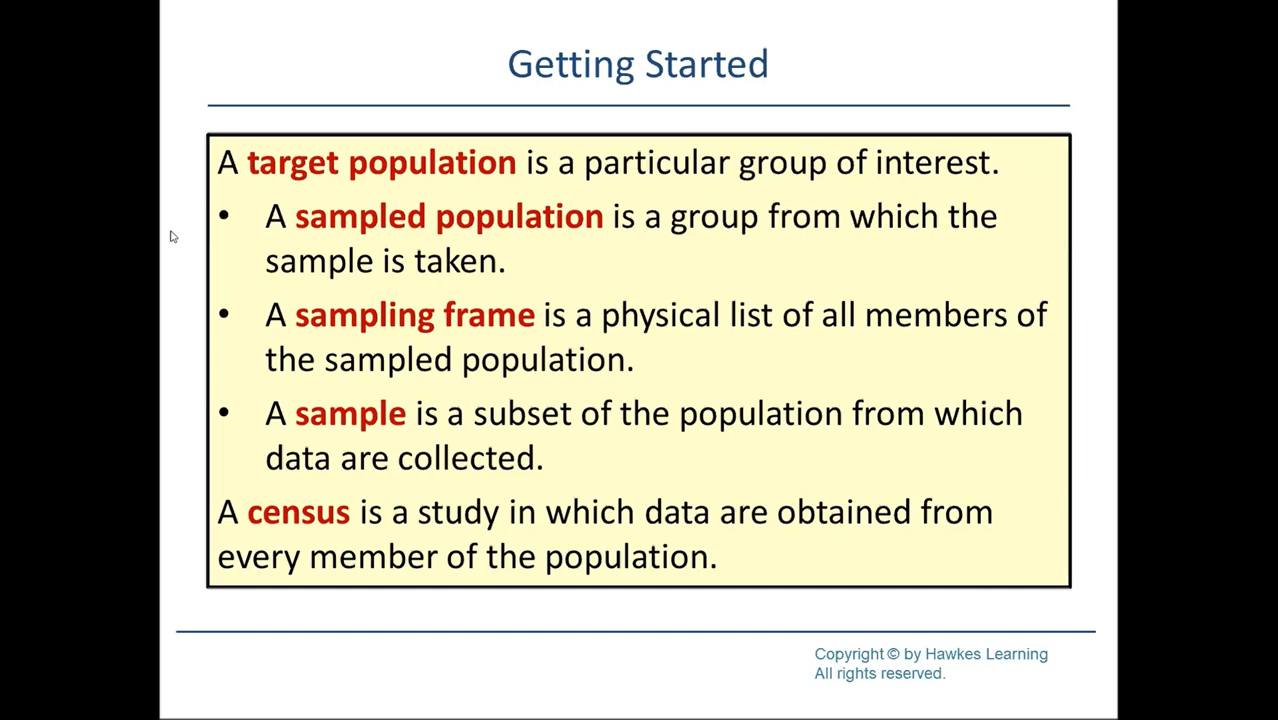 Getting Started
A target population is a particular group of interest.
• A sampled population is a group from which the
sample is taken.
• A sampling frame is a physical list of all members of
the sampled population.
• A sample is a subset of the population from which
data are collected.
A census is a study in which data are obtained from
every member of the population.
Copyright © by Hawkes Learning
All rights reserved.